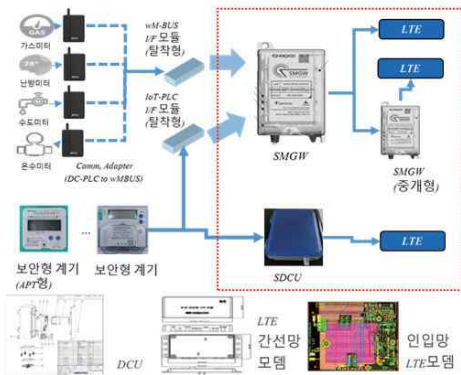 GAS
가스미터
78°
난방미터
수도미터
온수미터
Comm, Adapter
(DC-PLC to wMBUS)
wM-BUS
I/F 모듈
(탈착형)
IoT-PLC
I/F 모듈
(탈착형)
SMGW
SMGW
LTE
LTE
SMGW
(중개형)
보안형 계기
(APT형)
...
보안형 계기
SDCU
LTE
DCU
LTE
간선망
모뎀
인입망
LTE모뎀